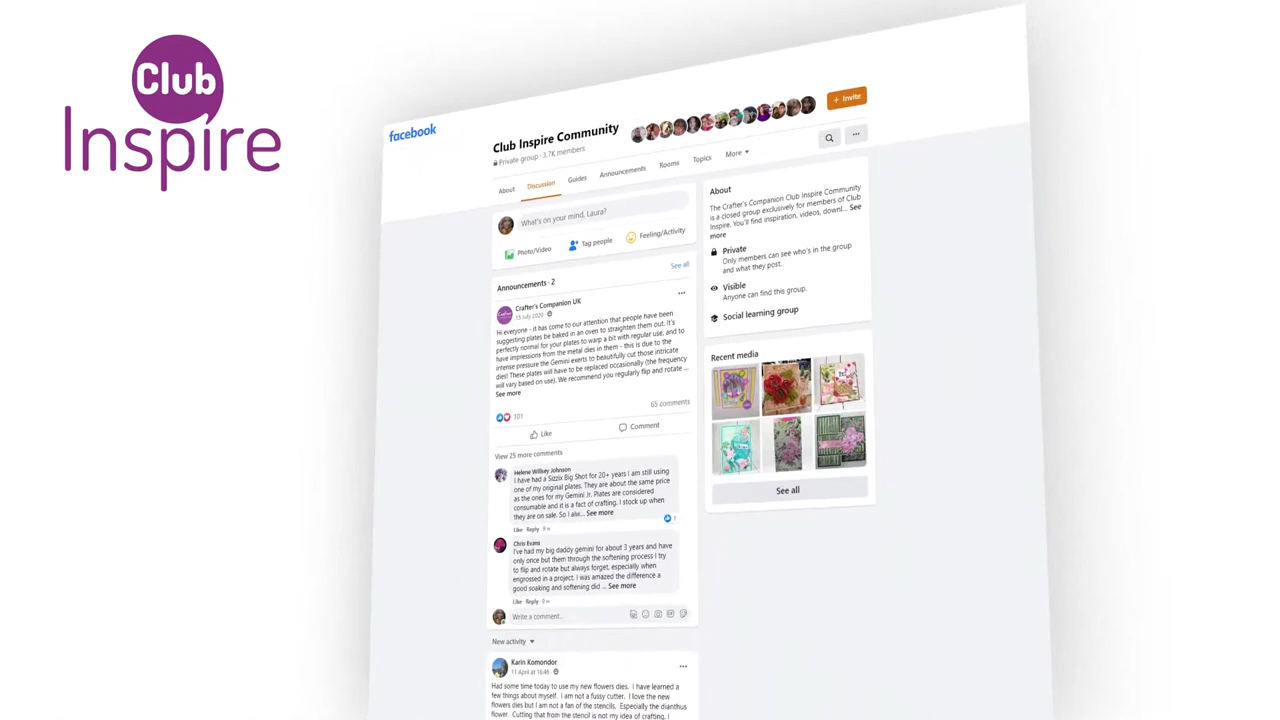 Club
Inspire
facebook
Club Inspire Community
Private group · 3.7K members
+ Invite
About
Discussion
Guides
Announcements
Rooms
Topics
More
What's on your mind, Laura?
Photo/Video
Tag people
Feeling/Activity
Announcements · 2
See all
Crafter's Companion UK
15 July 2020
Hi everyone - it has come to our attention that people have been
suggesting plates be baked in an oven to straighten them out. It's
perfectly normal for your plates to warp a bit with regular use, and to
have impressions from the metal dies in them - this is due to the
intense pressure the Gemini exerts to beautifully cut those intricate
dies! These plates will have to be replaced occasionally (the frequency
will vary based on use). We recommend you regularly flip and rotate ...
See more
101
65 comments
Like
Comment
View 25 more comments
Helene Willsey Johnson
I have had a Sizzix Big Shot for 20+ years I am still using
one of my original plates. They are about the same price
as the ones for my Gemini Jr. Plates are considered
consumable and it is a fact of crafting. I stock up when
they are on sale. So I alw... See more
1
Like · Reply ·
Chris Evans
I've had my big daddy gemini for about 3 years and have
only once but them through the softening process I try
to flip and rotate but always forget, especially when
engrossed in a project. I was amazed the difference a
good soaking and softening did ... See more
Like · Reply ·
Write a comment...
New activity
Karin Komondor
11 April at 16:46
Had some time today to use my new flowers dies. I have learned a
few things about myself. I am not a fussy cutter. I love the new
flowers dies but I am not a fan of the stencils. Especially the dianthus
flower. Cutting that from the stencil is not my idea of crafting, I
About
The Crafter's Companion Club Inspire Community
is a closed group exclusively for members of Club
Inspire. You'll find inspiration, videos, downl... See
more
Private
Only members can see who's in the group
and what they post.
Visible
Anyone can find this group.
Social learning group
Recent media
See all